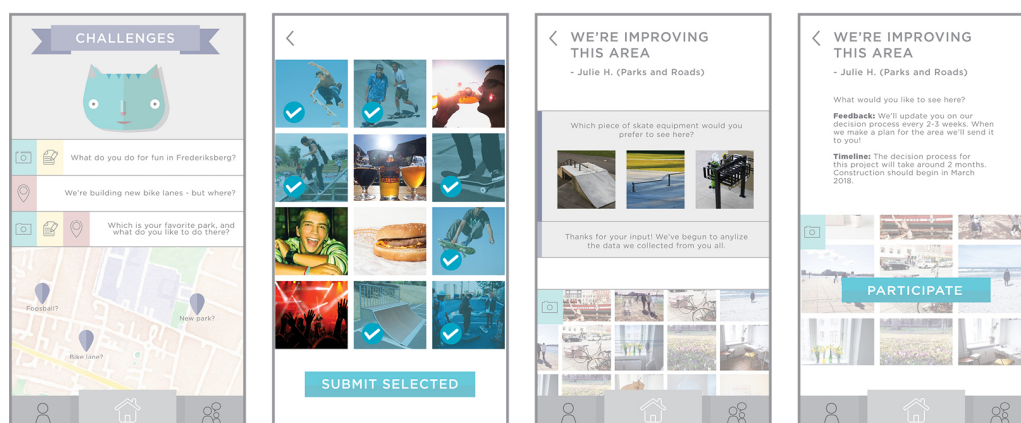 CHALLENGES
What do you do for fun in Frederiksberg?
We're building new bike lanes - but where?
Which is your favorite park, and
what do you like to do there?
Foosball?
New park?
Bike lane?
SUBMIT SELECTED
WE'RE IMPROVING
THIS AREA
- Julie H. (Parks and Roads)
Which piece of skate equipment would you
prefer to see here?
Thanks for your input! We've begun to anylize
the data we collected from you all.
WE'RE IMPROVING
THIS AREA
- Julie H. (Parks and Roads)
What would you like to see here?
Feedback: We'll update you on our
decision process every 2-3 weeks. When
we make a plan for the area we'll send it
to you!
Timeline: The decision process for
this project will take around 2 months.
Construction should begin in March
2018.
PARTICIPATE